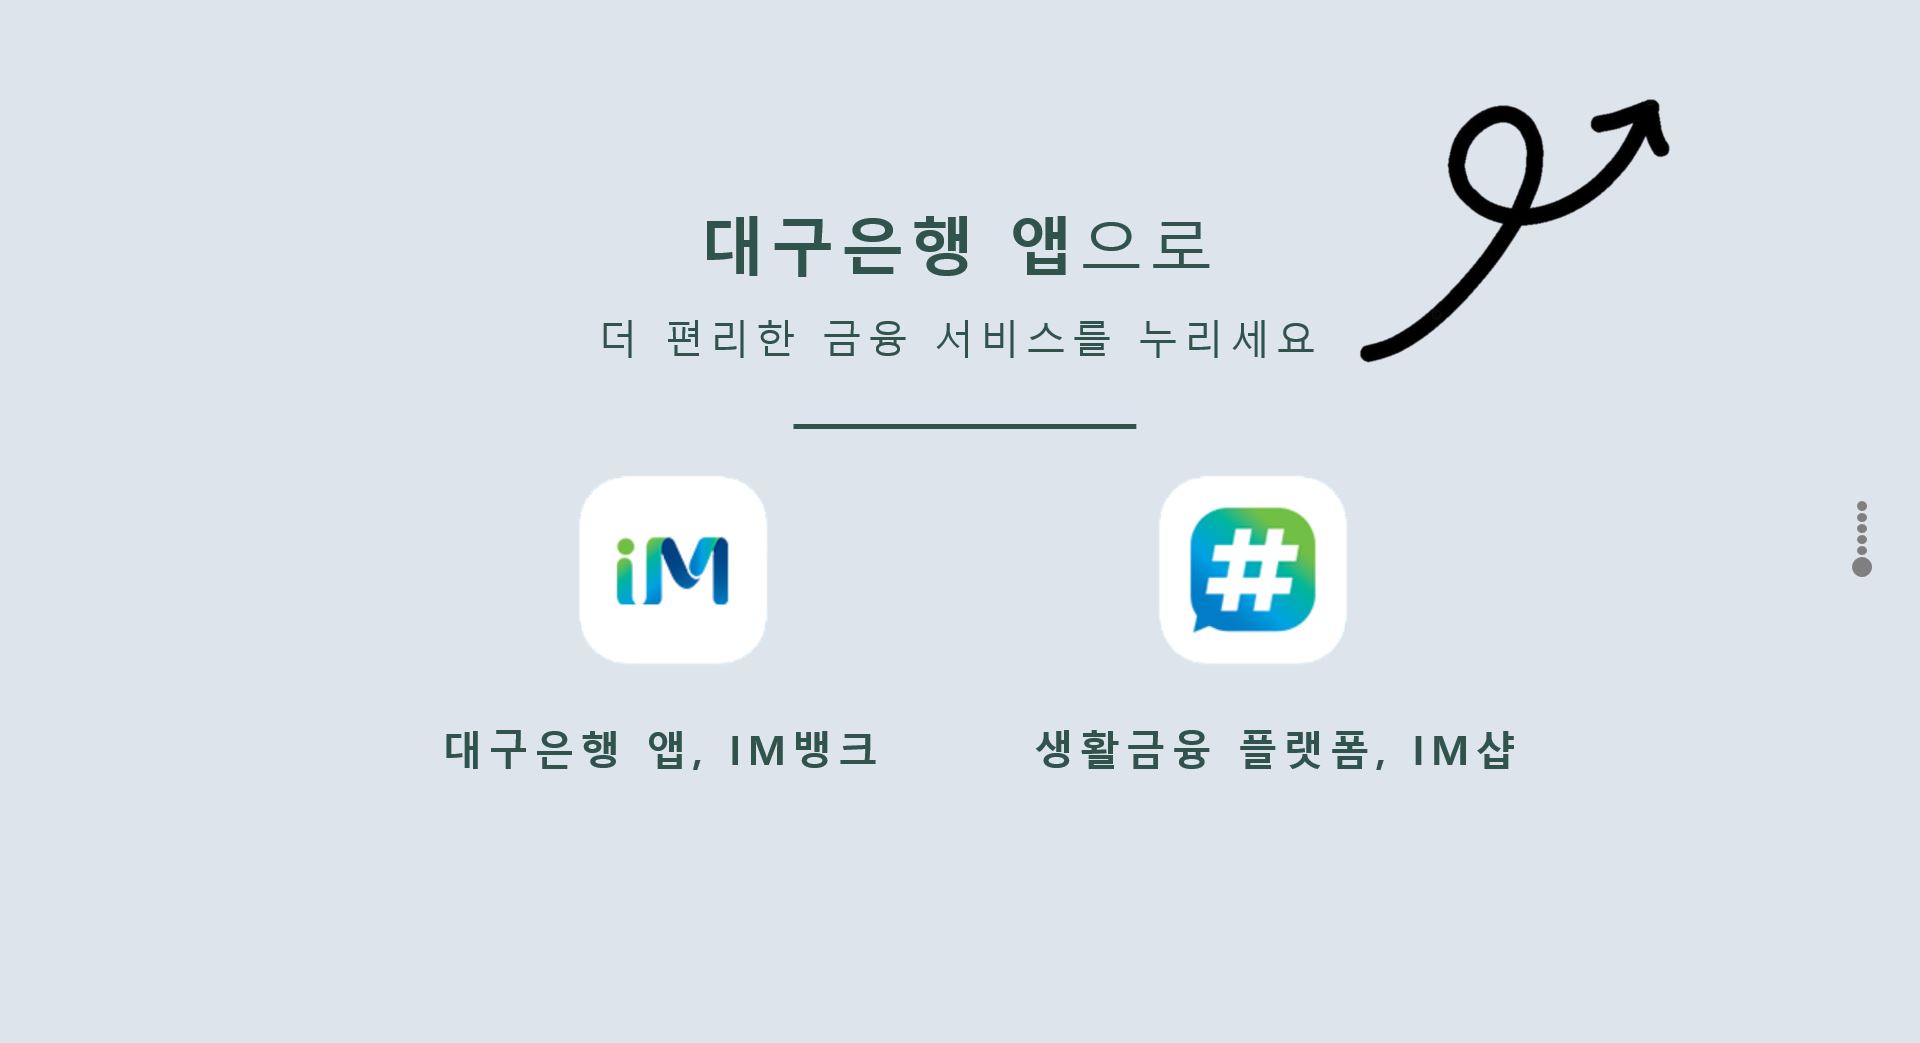 대구은행 앱으로
더 편리한 금융 서비스를 누리세요
iM
#
대구은행 앱, IM뱅크
생활금융 플랫폼, IM샵